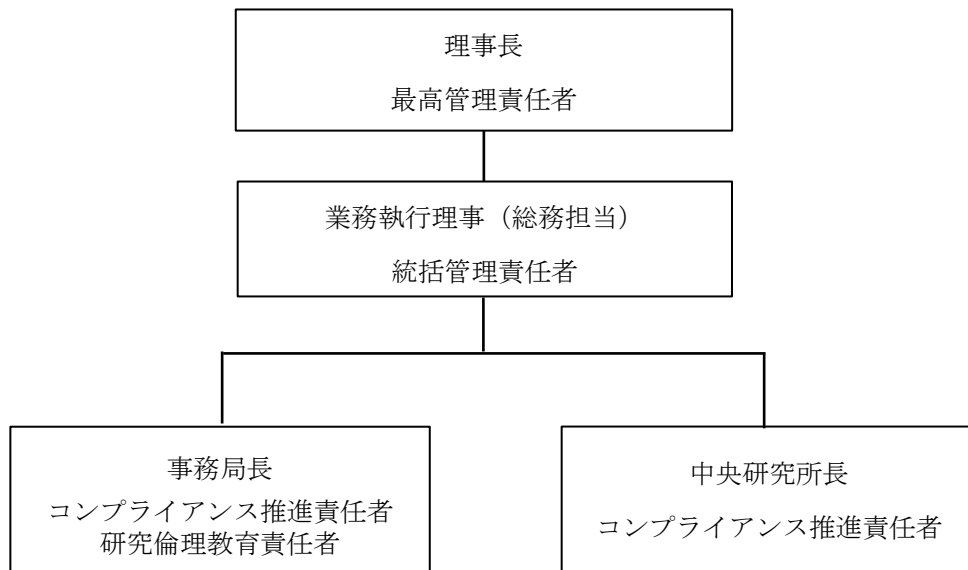 理事長
最高管理責任者
業務執行理事（総務担当）
統括管理責任者
事務局長
コンプライアンス推進責任者
研究倫理教育責任者
中央研究所長
コンプライアンス推進責任者